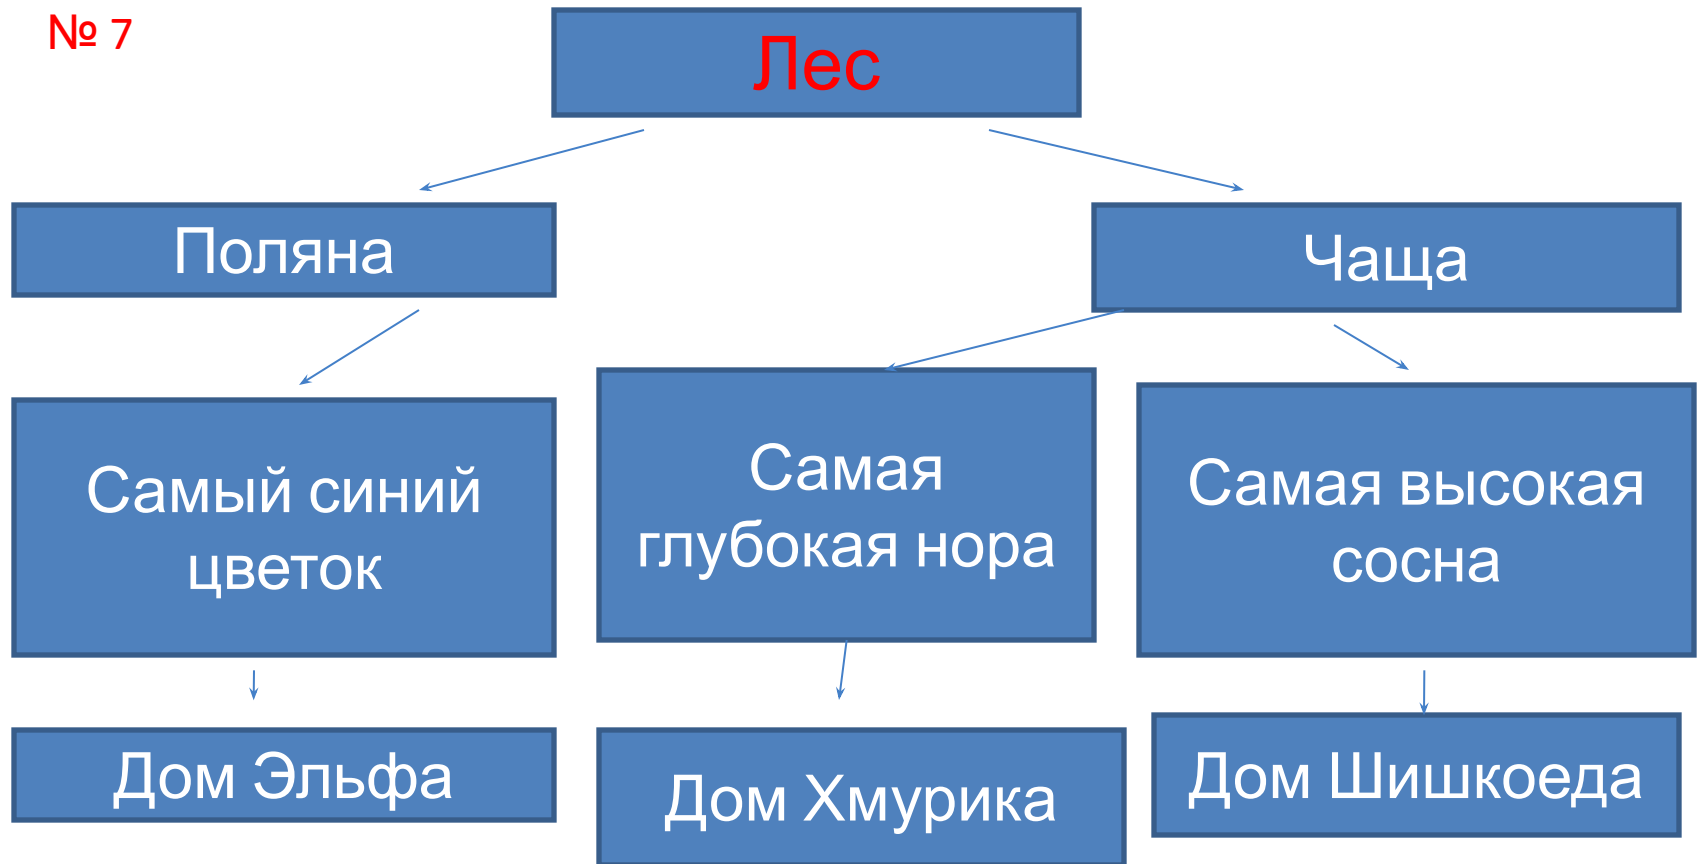 № 7
Лес
Поляна
Чаща
Самый синий
цветок
Самая
глубокая нора
Самая высокая
сосна
Дом Эльфа
Дом Хмурика
Дом Шишкоеда